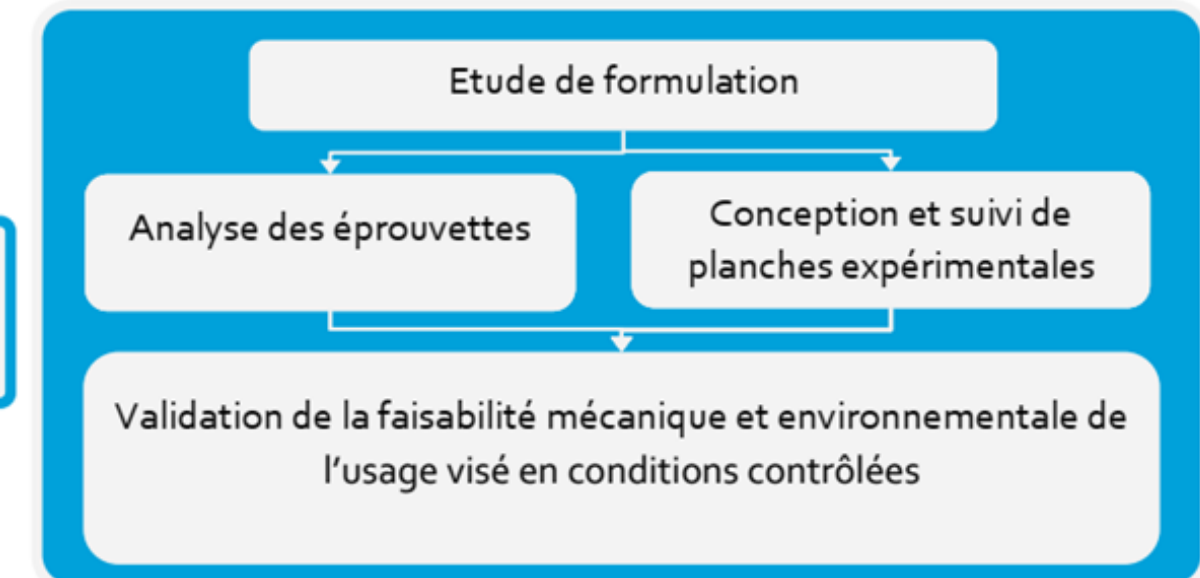 Etude de formulation
Analyse des éprouvettes
Conception et suivi de
planches expérimentales
Validation de la faisabilité mécanique et environnementale de
l'usage visé en conditions contrôlées